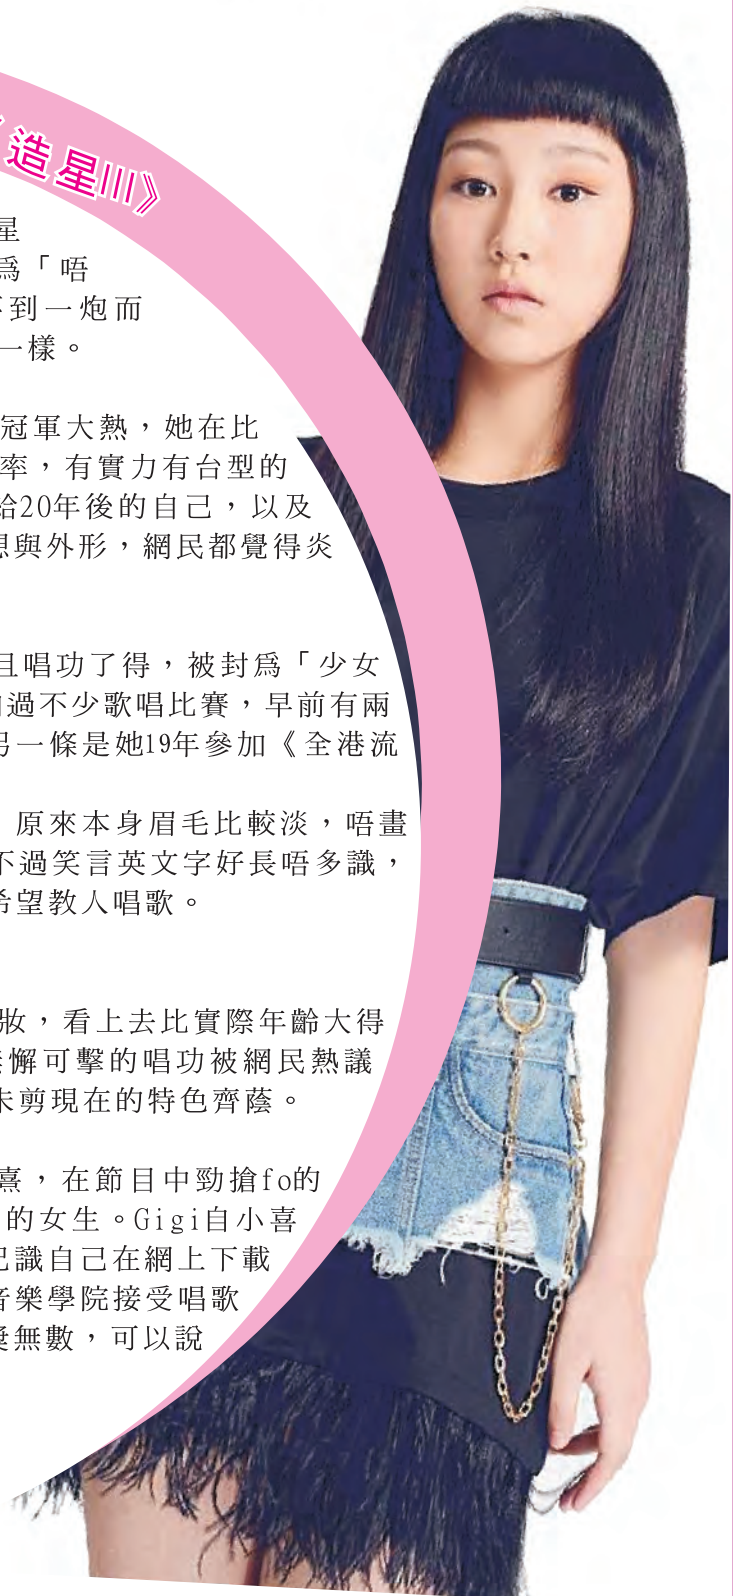 造星III》
星
為「唔
到一炮而
一樣。
冠軍大熱，她在比
率，有實力有台型的
給20年後的自己，以及
想與外形，網民都覺得炎
且唱功了得，被封為「少女
加過不少歌唱比賽，早前有兩
另一條是她19年參加《全港流
原來本身眉毛比較淡，唔畫
不過笑言英文字好長唔多識，
希望教人唱歌。
妝，看上去比實際年齡大得
懈可擊的唱功被網民熱議
未剪現在的特色齊蔭。
熹，在節目中勁搶fo的
的女生。Gigi自小喜
已識自己在網上下載
音樂學院接受唱歌
獎無數，可以說